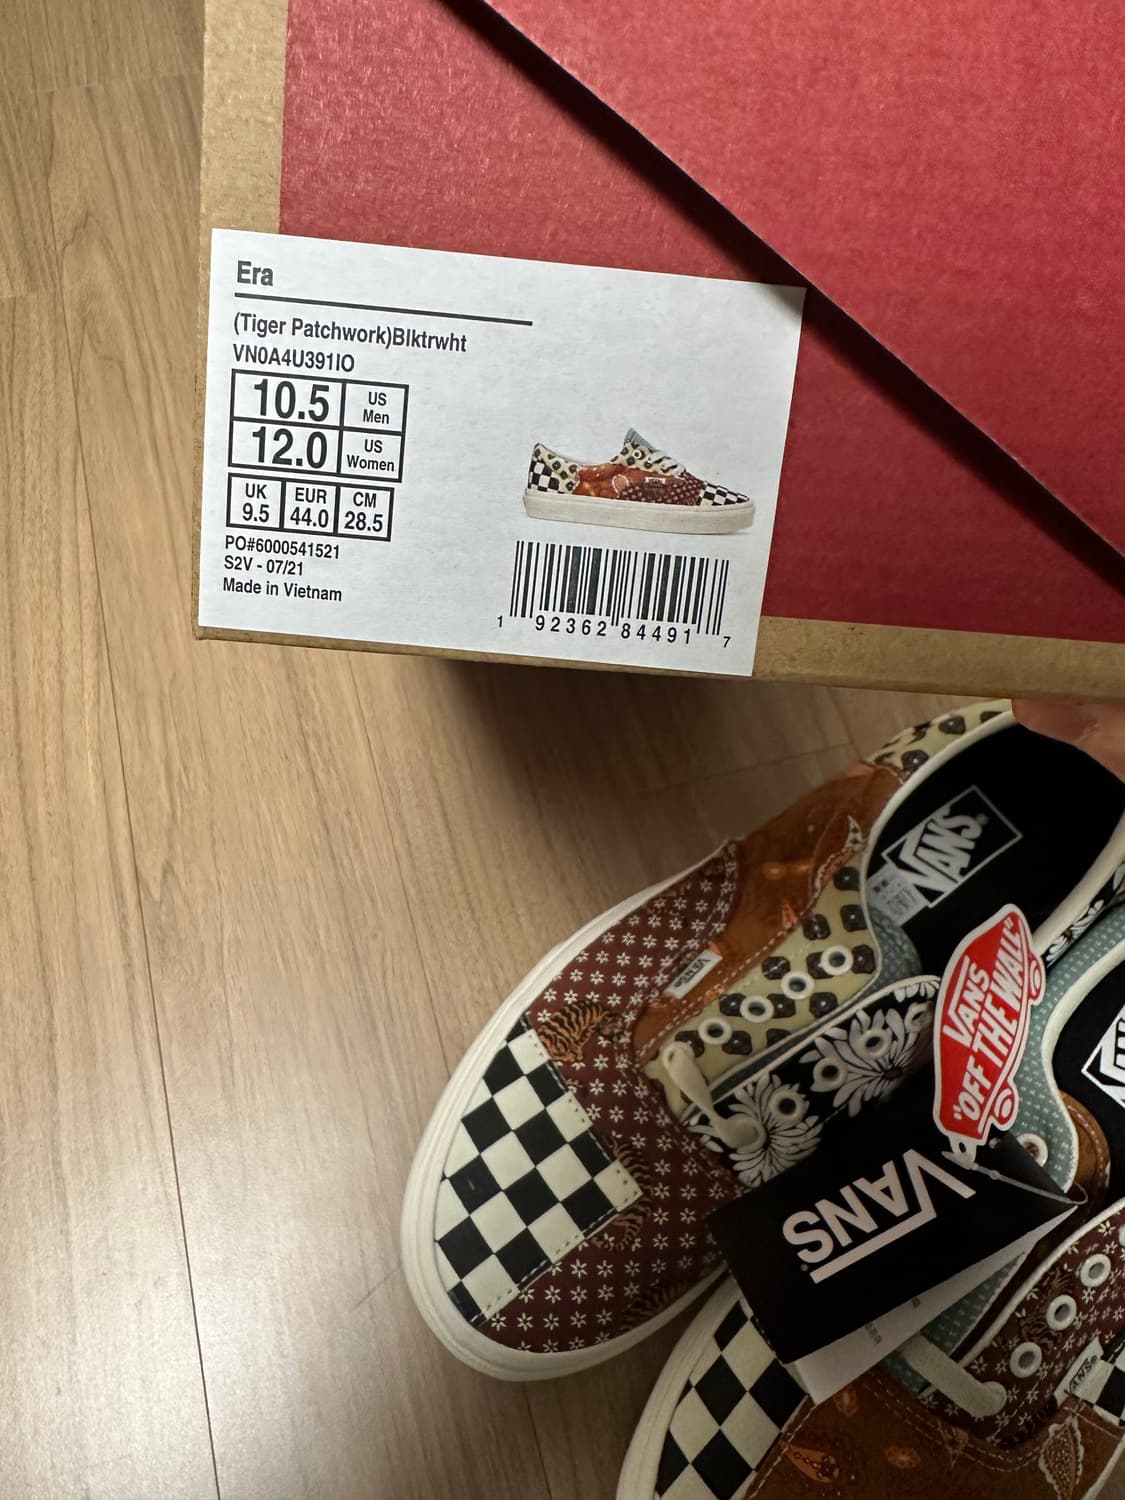 Era
(Tiger Patchwork)Blktrwht
VN0A4U391IO
10.5 US Men
12.0 US Women
UK 9.5 EUR 44.0 CM 28.5
PO#6000541521
S2V - 07/21
Made in Vietnam
1 92362 84491 7
VANS
VANS
"OFF THE WALL"
VANS
VANS
VANS